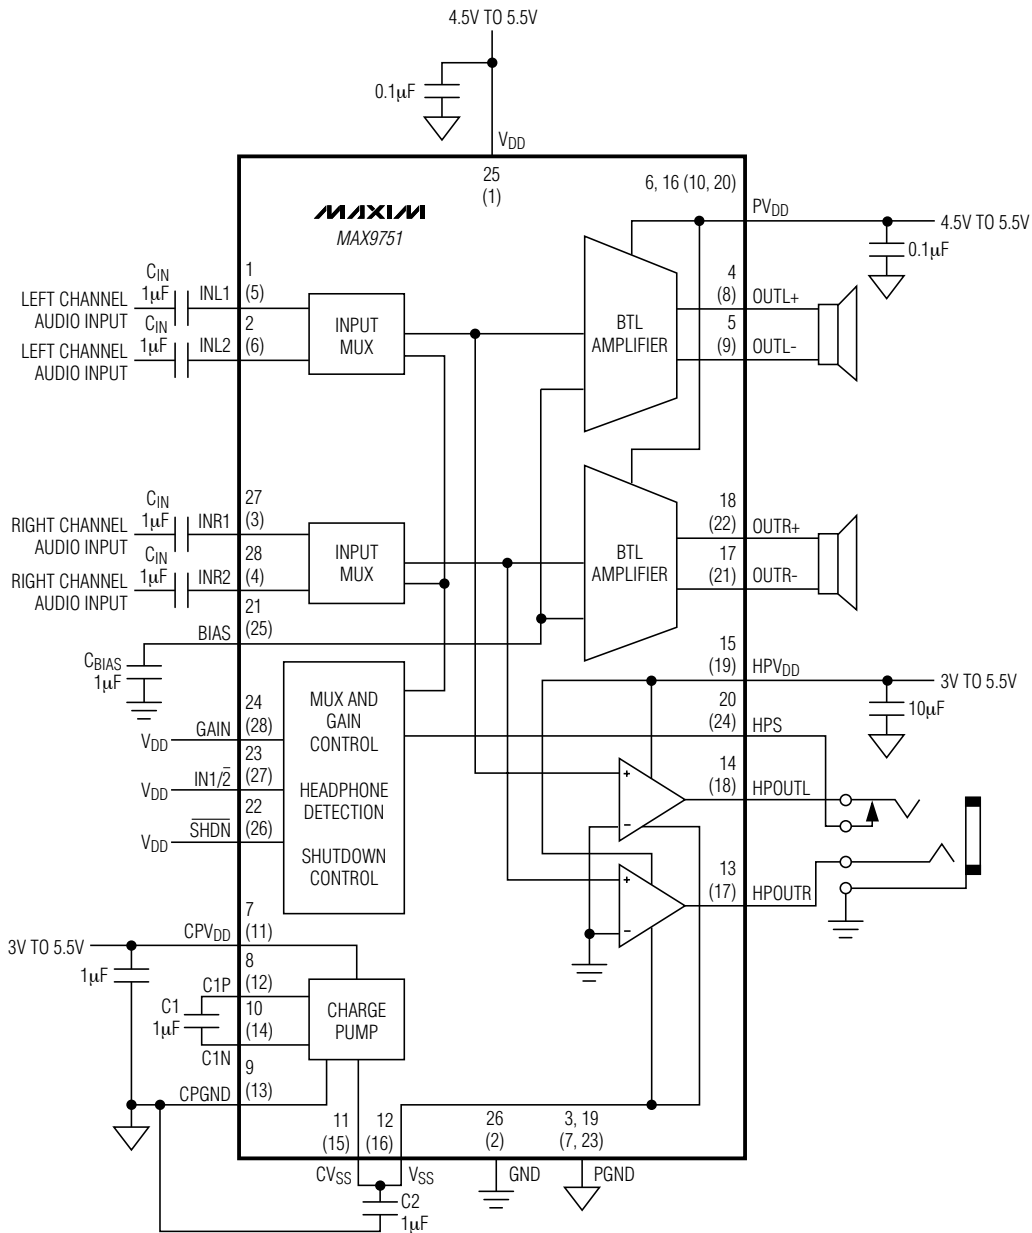 4.5V TO 5.5V
0.1µF
VDD
25
(1)
6, 16 (10, 20)
MAXIM
MAX9751
PVDD
4.5V TO 5.5V
0.1µF
LEFT CHANNEL
AUDIO INPUT
CIN
1µF
INL1
1
(5)
LEFT CHANNEL
AUDIO INPUT
CIN
1µF
INL2
2
(6)
INPUT
MUX
BTL
AMPLIFIER
4
(8)
OUTL+
5
(9)
OUTL-
RIGHT CHANNEL
AUDIO INPUT
CIN
1µF
INR1
27
(3)
RIGHT CHANNEL
AUDIO INPUT
CIN
1µF
INR2
28
(4)
INPUT
MUX
BTL
AMPLIFIER
18
(22)
OUTR+
17
(21)
OUTR-
21
(25)
BIAS
CBIAS
1µF
15
(19)
HPVDD
3V TO 5.5V
10µF
MUX AND
GAIN
CONTROL
HEADPHONE
DETECTION
SHUTDOWN
CONTROL
24
(28)
GAIN
VDD
23
(27)
IN1/2̅
VDD
22
(26)
S̅H̅D̅N̅
VDD
20
(24)
HPS
+
−
14
(18)
HPOUTL
+
−
13
(17)
HPOUTR
7
(11)
CPVDD
3V TO 5.5V
1µF
8
(12)
C1P
C1
1µF
10
(14)
C1N
CHARGE
PUMP
9
(13)
CPGND
11
(15)
12
(16)
26
(2)
3, 19
(7, 23)
CVSS
VSS
GND
PGND
C2
1µF